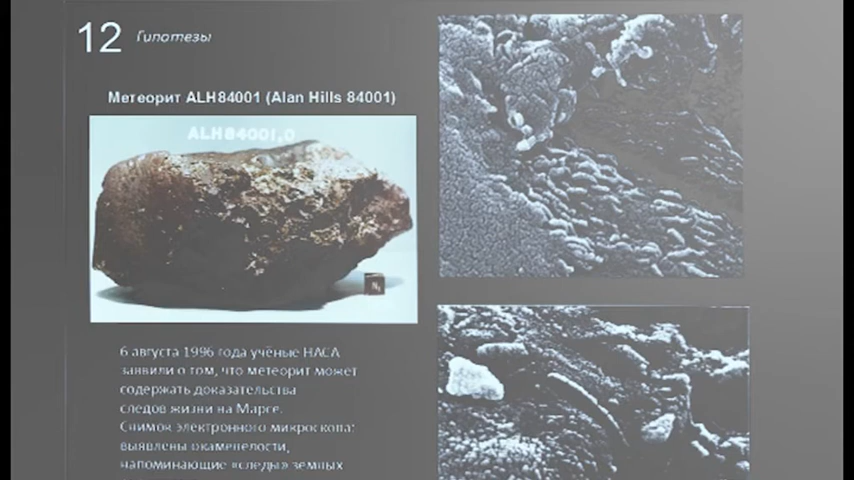 12 Гипотезы
Метеорит ALH84001 (Alan Hills 84001)
ALH84001,0
6 августа 1996 года учёные НАСА
заявили о том, что метеорит может
содержать доказательства
следов жизни на Марсе.
Снимок электронного микроскопа:
выявлены окаменелости,
напоминающие «следы» земных